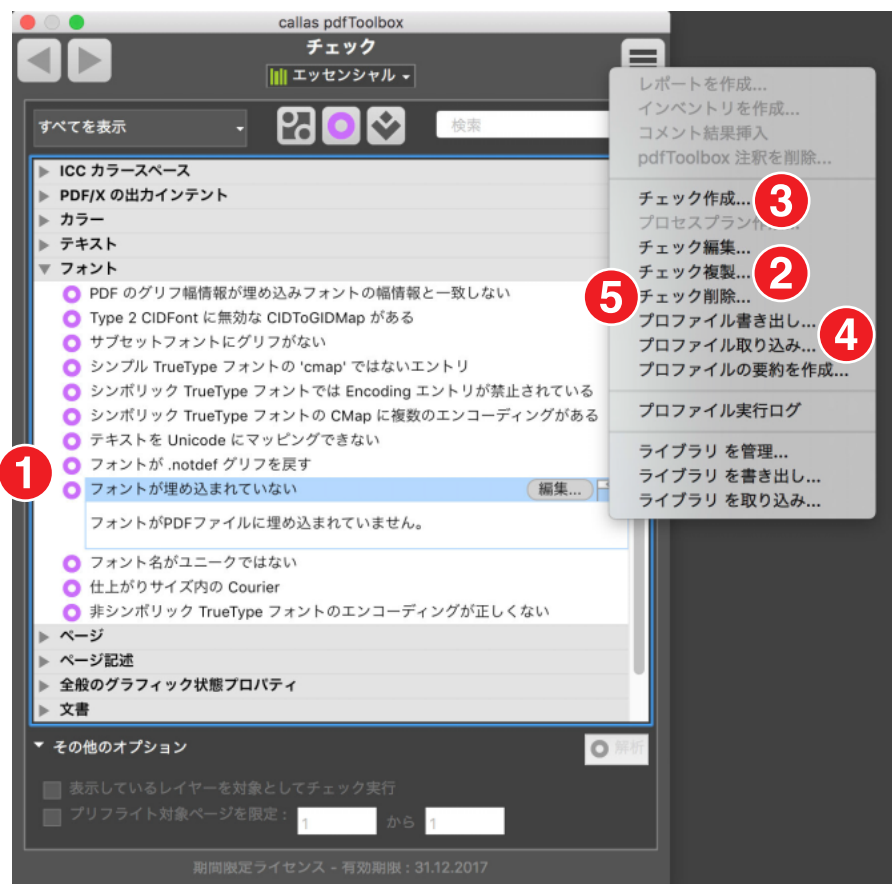 callas pdfToolbox
チェック
エッセンシャル
すべてを表示
検索
ICC カラースペース
PDF/X の出力インテント
カラー
テキスト
フォント
PDF のグリフ幅情報が埋め込みフォントの幅情報と一致しない
Type 2 CIDFont に無効な CIDToGIDMap がある
サブセットフォントにグリフがない
シンプル TrueType フォントの 'cmap' ではないエントリ
シンボリック TrueType フォントでは Encoding エントリが禁止されている
シンボリック TrueType フォントの CMap に複数のエンコーディングがある
テキストを Unicode にマッピングできない
フォントが .notdef グリフを戻す
1
フォントが埋め込まれていない 編集...
フォントがPDFファイルに埋め込まれていません。
フォント名がユニークではない
仕上がりサイズ内の Courier
非シンボリック TrueType フォントのエンコーディングが正しくない
ページ
ページ記述
全般のグラフィック状態プロパティ
文書
その他のオプション
解析
表示しているレイヤーを対象としてチェック実行
プリフライト対象ページを限定 : 1 から 1
期間限定ライセンス - 有効期限 : 31.12.2017
レポートを作成...
インベントリを作成...
コメント結果挿入
pdfToolbox 注釈を削除...
チェック作成... 3
プロセスプラン作
チェック編集...
チェック複製... 2
5 チェック削除...
プロファイル書き出し... 4
プロファイル取り込み...
プロファイルの要約を作成...
プロファイル実行ログ
ライブラリ を管理...
ライブラリ を書き出し...
ライブラリ を取り込み...